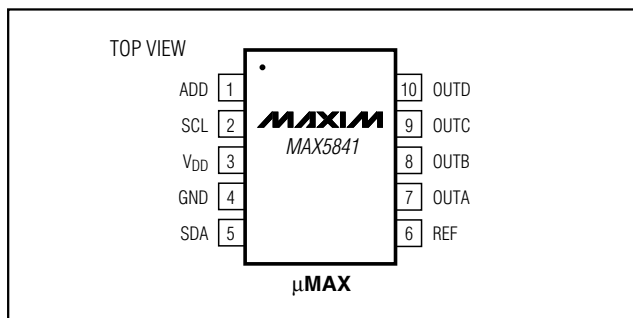 TOP VIEW
ADD 1
SCL 2
VDD 3
GND 4
SDA 5
MAXIM
MAX5841
10 OUTD
9 OUTC
8 OUTB
7 OUTA
6 REF
µMAX